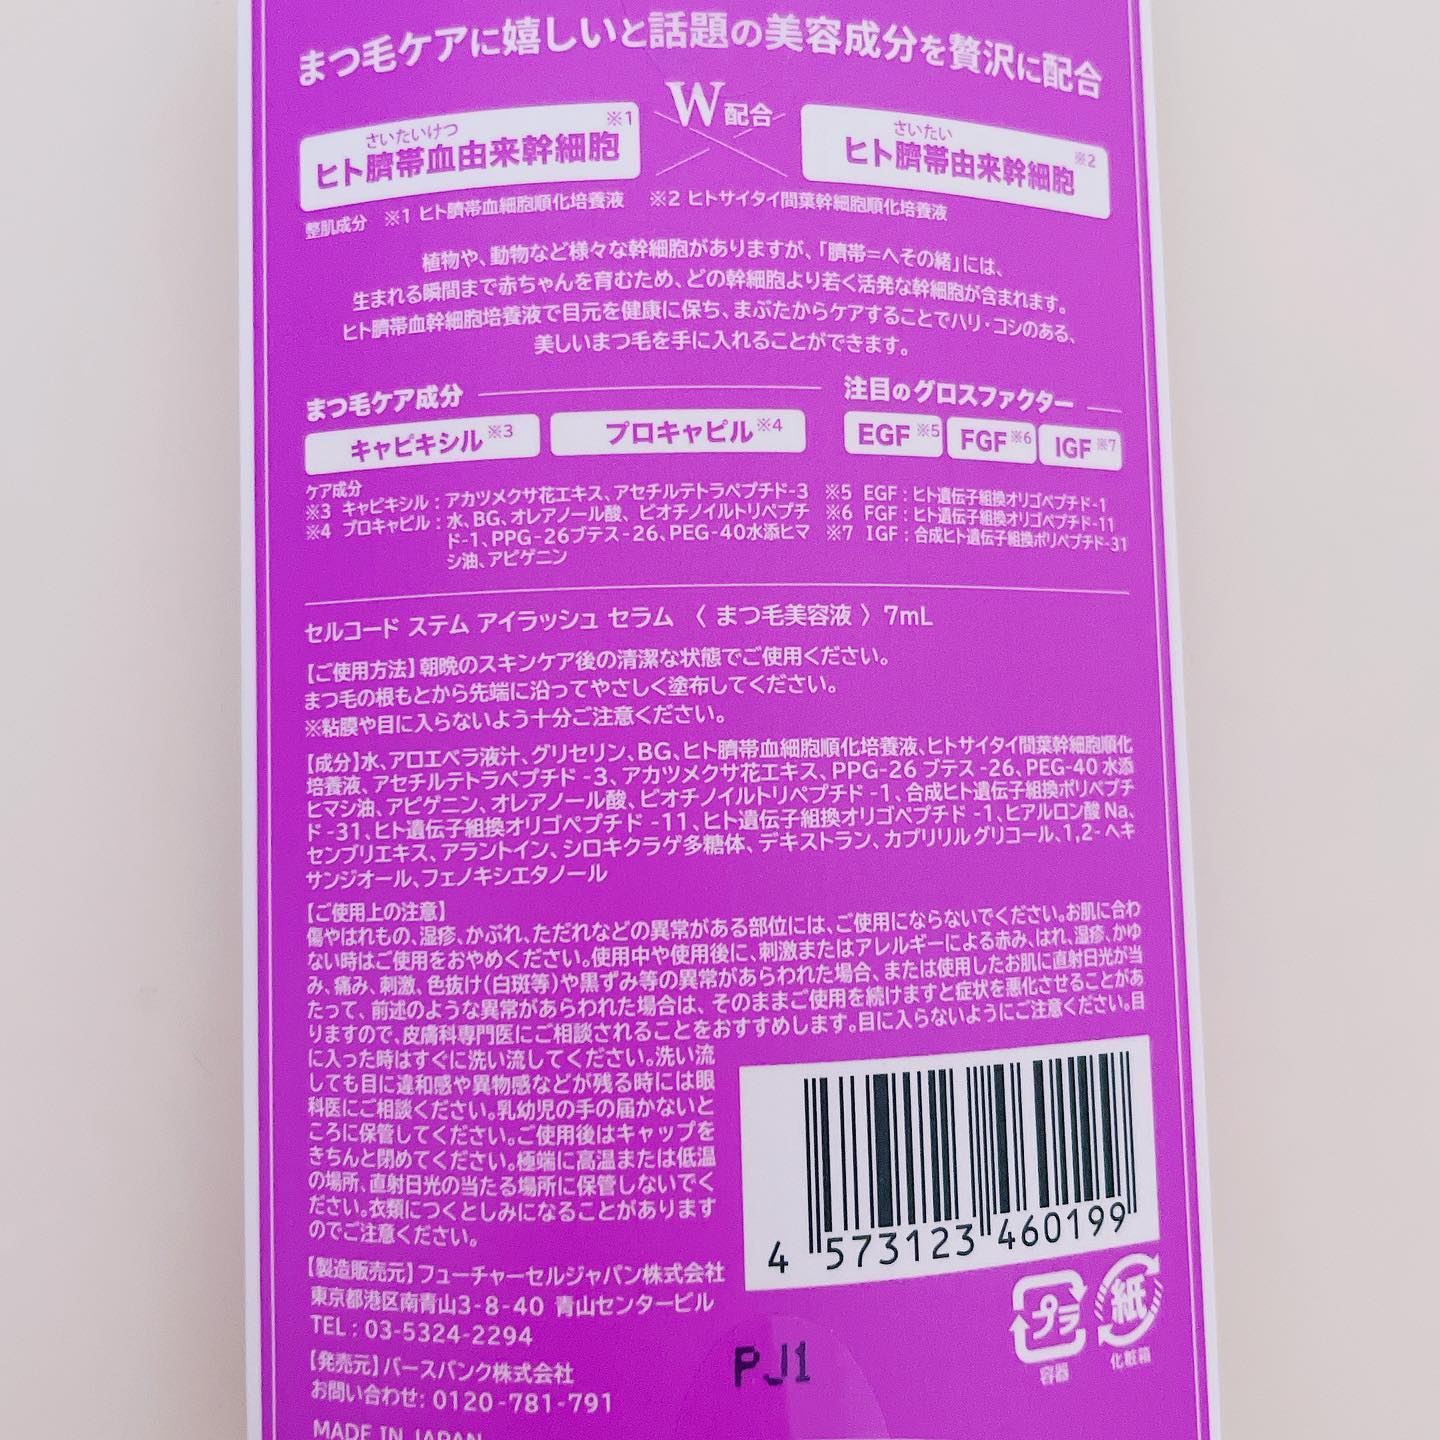 まつ毛ケアに嬉しいと話題の美容成分を贅沢に配合
W配合
さいたいけつ
ヒト臍帯血由来幹細胞※1
さいたい
ヒト臍帯由来幹細胞※2
整肌成分 ※1 ヒト臍帯血細胞順化培養液 ※2 ヒトサイタイ間葉幹細胞順化培養液
植物や、動物など様々な幹細胞がありますが、「臍帯=へその緒」には、
生まれる瞬間まで赤ちゃんを育むため、どの幹細胞より若く活発な幹細胞が含まれます。
ヒト臍帯血幹細胞培養液で目元を健康に保ち、まぶたからケアすることでハリ・コシのある、
美しいまつ毛を手に入れることができます。
まつ毛ケア成分
キャピキシル※3 プロキャピル※4
注目のグロスファクター
EGF※5 FGF※6 IGF※7
ケア成分
※3 キャピキシル:アカツメクサ花エキス、アセチルテトラペプチド-3
※4 プロキャピル:水、BG、オレアノール酸、ビオチノイルトリペプチ
ド-1、PPG-26ブテス-26、PEG-40水添ヒマ
シ油、アピゲニン
※5 EGF:ヒト遺伝子組換オリゴペプチド-1
※6 FGF:ヒト遺伝子組換オリゴペプチド-11
※7 IGF:合成ヒト遺伝子組換ポリペプチド-31
セルコード ステム アイラッシュ セラム 〈 まつ毛美容液 〉 7mL
【ご使用方法】朝晩のスキンケア後の清潔な状態でご使用ください。
まつ毛の根もとから先端に沿ってやさしく塗布してください。
※粘膜や目に入らないよう十分ご注意ください。
【成分】水、アロエベラ液汁、グリセリン、BG、ヒト臍帯血細胞順化培養液、ヒトサイタイ間葉幹細胞順化
培養液、アセチルテトラペプチド-3、アカツメクサ花エキス、PPG-26ブテス-26、PEG-40水添
ヒマシ油、アピゲニン、オレアノール酸、ビオチノイルトリペプチド-1、合成ヒト遺伝子組換ポリペプチ
ド-31、ヒト遺伝子組換オリゴペプチド-11、ヒト遺伝子組換オリゴペプチド-1、ヒアルロン酸Na、
センブリエキス、アラントイン、シロキクラゲ多糖体、デキストラン、カプリリルグリコール、1,2-ヘキ
サンジオール、フェノキシエタノール
【ご使用上の注意】
傷やはれもの、湿疹、かぶれ、ただれなどの異常がある部位には、ご使用にならないでください。お肌に合わ
ない時はご使用をおやめください。使用中や使用後に、刺激またはアレルギーによる赤み、はれ、湿疹、かゆ
み、痛み、刺激、色抜け(白斑等)や黒ずみ等の異常があらわれた場合、または使用したお肌に直射日光が当
たって、前述のような異常があらわれた場合は、そのままご使用を続けますと症状を悪化させることがあ
りますので、皮膚科専門医にご相談されることをおすすめします。目に入らないようにご注意ください。目
に入った時はすぐに洗い流してください。洗い流
しても目に違和感や異物感などが残る時には眼
科医にご相談ください。乳幼児の手の届かないと
ころに保管してください。ご使用後はキャップを
きちんと閉めてください。極端に高温または低温
の場所、直射日光の当たる場所に保管しないでく
ださい。衣類につくとしみになることがあります
のでご注意ください。
4 573123 460199
【製造販売元】フューチャーセルジャパン株式会社
東京都港区南青山3-8-40 青山センタービル
TEL:03-5324-2294
【発売元】バースバンク株式会社
お問い合わせ:0120-781-791
MADE IN JAPAN
PJ1
プラ
容器
紙
化粧箱